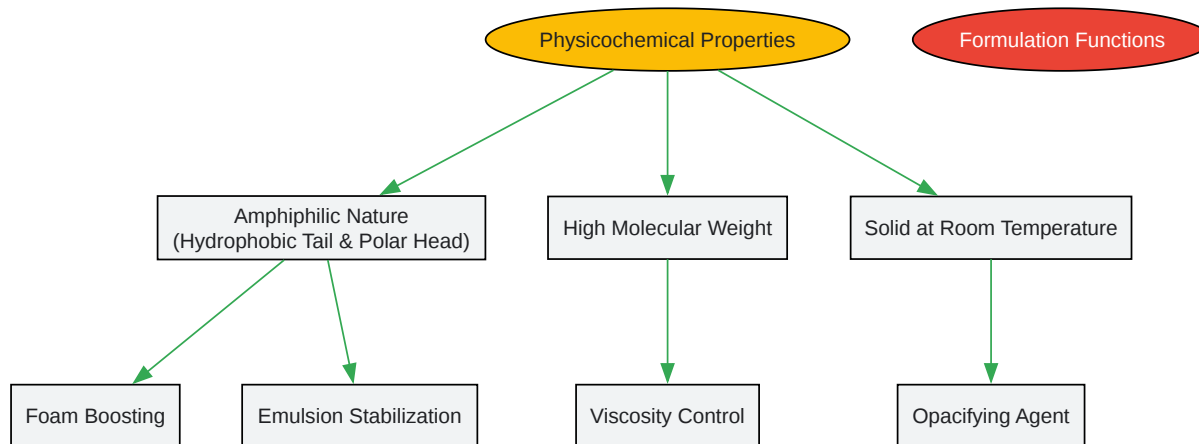 Physicochemical Properties
Formulation Functions
Amphiphilic Nature
(Hydrophobic Tail & Polar Head)
High Molecular Weight
Solid at Room Temperature
Foam Boosting
Emulsion Stabilization
Viscosity Control
Opacifying Agent